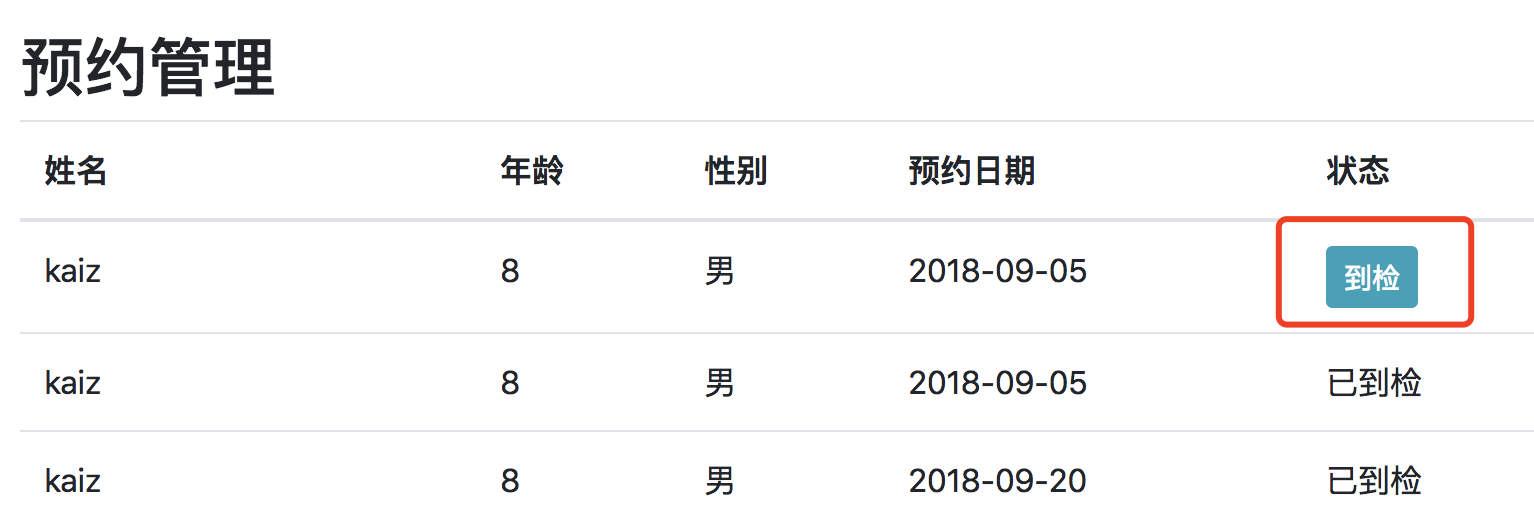 预约管理
姓名 年龄 性别 预约日期 状态
kaiz 8 男 2018-09-05 到检
kaiz 8 男 2018-09-05 已到检
kaiz 8 男 2018-09-20 已到检